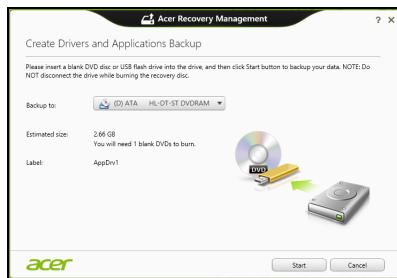 Acer Recovery Management
? X
Create Drivers and Applications Backup
Please insert a blank DVD disc or USB flash drive into the drive, and then click Start button to backup your data. NOTE: Do
NOT disconnect the drive while burning the recovery disc.
Backup to: (D) ATA HL-DT-ST DVDRAM
Estimated size: 2.66 GB
You will need 1 blank DVDs to burn.
Label: AppDrv1
DVD
acer Start Cancel